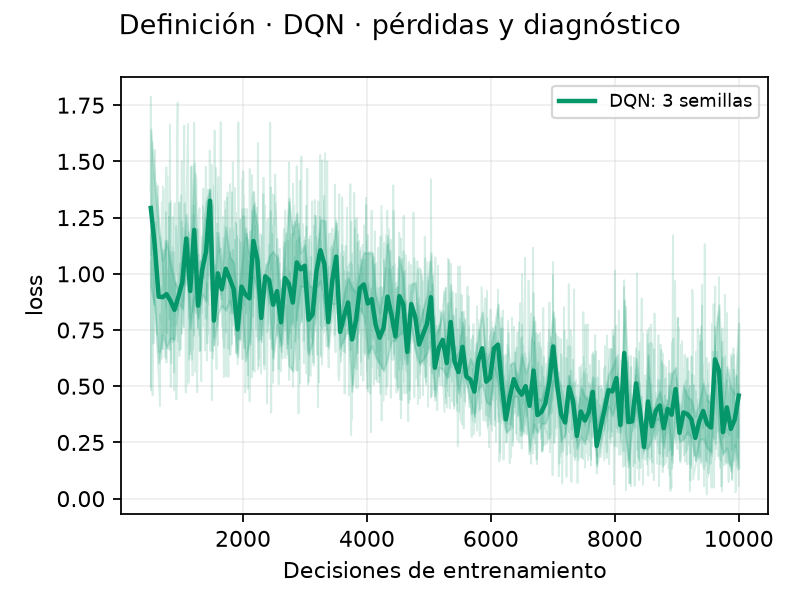 Definición · DQN · pérdidas y diagnóstico
DQN: 3 semillas
1.75
1.50
1.25
1.00
0.75
0.50
0.25
0.00
loss
2000 4000 6000 8000 10000
Decisiones de entrenamiento